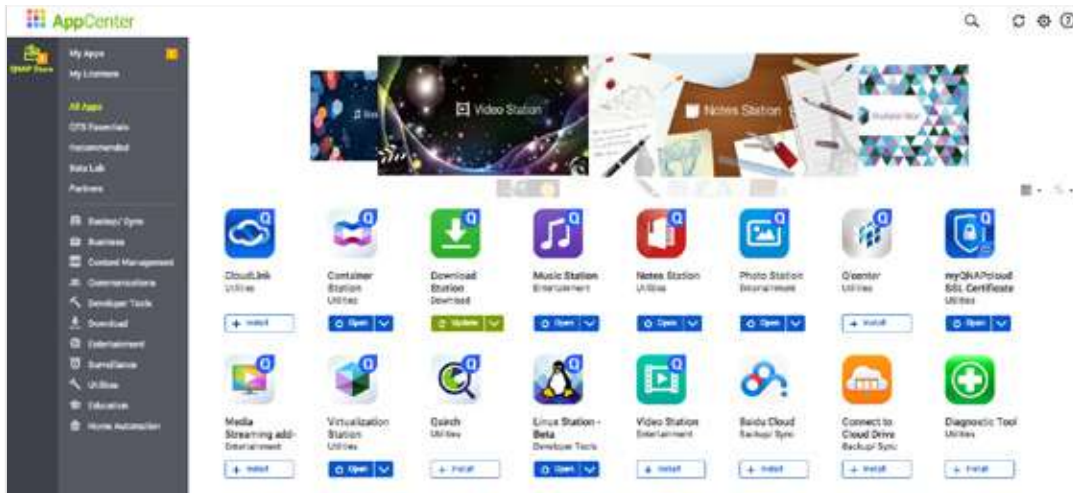 AppCenter
QNAP Store
My Apps
My Licenses
All Apps
QTS Essentials
Recommended
Beta Lab
Partners
Backup/ Sync
Business
Content Management
Communications
Developer Tools
Download
Entertainment
Surveillance
Utilities
Education
Home Automation
Video Station
Notes Station
CloudLink
Utilities
+ Install
Container
Station
Utilities
Open
Download
Station
Download
Update
Music Station
Entertainment
Open
Notes Station
Utilities
Open
Photo Station
Entertainment
Open
Q'center
Utilities
+ Install
myQNAPcloud
SSL Certificate
Utilities
Open
Media
Streaming add-
Entertainment
+ Install
Virtualization
Station
Utilities
Open
Qsirch
Utilities
+ Install
Linux Station -
Beta
Developer Tools
Open
Video Station
Entertainment
+ Install
Baidu Cloud
Backup/ Sync
+ Install
Connect to
Cloud Drive
Backup/ Sync
+ Install
Diagnostic Tool
Utilities
+ Install